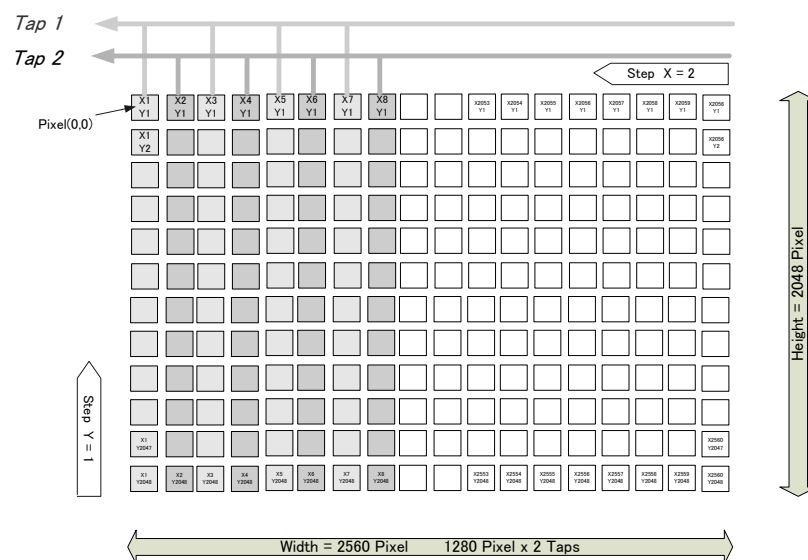 Tap 1
Tap 2
Step X = 2
X1 X2 X3 X4 X5 X6 X7 X8 X2053 X2054 X2055 X2056 X2057 X2058 X2059 X2056
Y1 Y1 Y1 Y1 Y1 Y1 Y1 Y1 Y1 Y1 Y1 Y1 Y1 Y1 Y1 Y1
Pixel(0,0)
X1 X2056
Y2 Y2
Height = 2048 Pixel
Step Y = 1
X1 X2560
Y2047 Y2047
X1 X2 X3 X4 X5 X6 X7 X8 X2553 X2554 X2555 X2556 X2557 X2558 X2559 X2560
Y2048 Y2048 Y2048 Y2048 Y2048 Y2048 Y2048 Y2048 Y2048 Y2048 Y2048 Y2048 Y2048 Y2048 Y2048 Y2048
Width = 2560 Pixel 1280 Pixel x 2 Taps